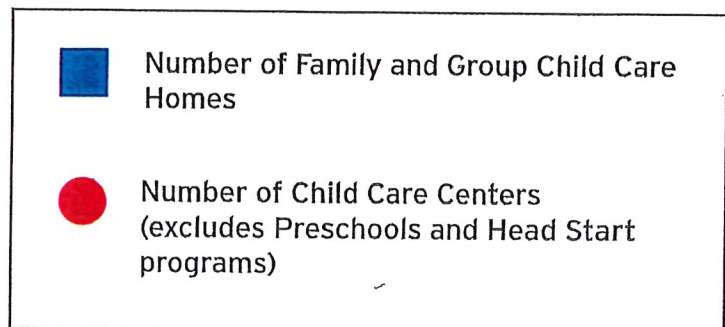 Number of Family and Group Child Care
Homes
Number of Child Care Centers
(excludes Preschools and Head Start
programs)